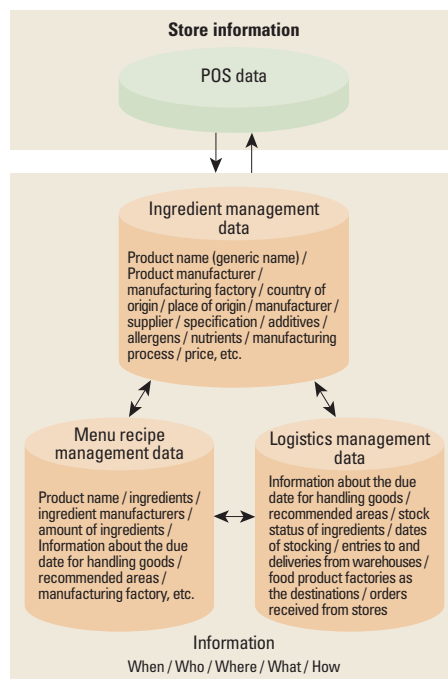 Store information
POS data
Ingredient management
data
Product name (generic name) /
Product manufacturer /
manufacturing factory / country of
origin / place of origin / manufacturer /
supplier / specification / additives /
allergens / nutrients / manufacturing
process / price, etc.
Menu recipe
management data
Product name / ingredients /
ingredient manufacturers /
amount of ingredients /
Information about the due
date for handling goods /
recommended areas /
manufacturing factory, etc.
Logistics management
data
Information about the due
date for handling goods /
recommended areas / stock
status of ingredients / dates
of stocking / entries to and
deliveries from warehouses /
food product factories as
the destinations / orders
received from stores
Information
When / Who / Where / What / How